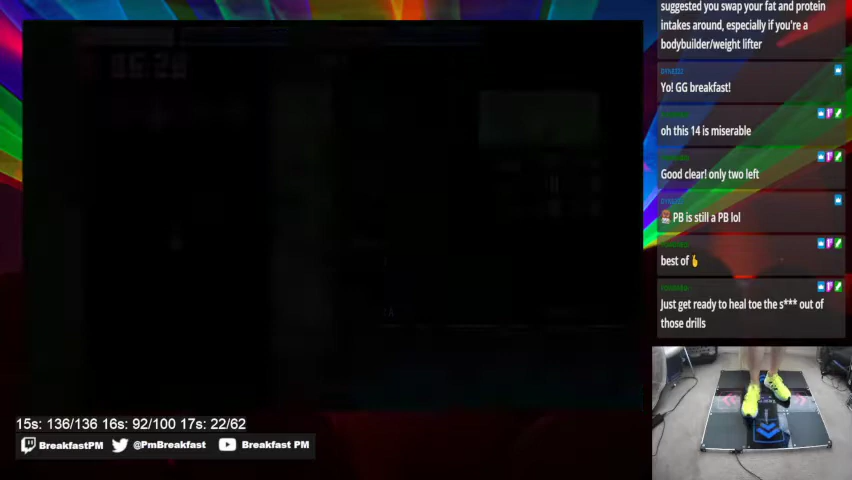 suggested you swap your fat and protein
intakes around, especially if you're a
bodybuilder/weight lifter
Yo! GG breakfast!
oh this 14 is miserable
Good clear! only two left
PB is still a PB lol
best of
Just get ready to heal toe the s*** out of
those drills
15s: 136/136 16s: 92/100 17s: 22/62
BreakfastPM
@PmBreakfast
Breakfast PM